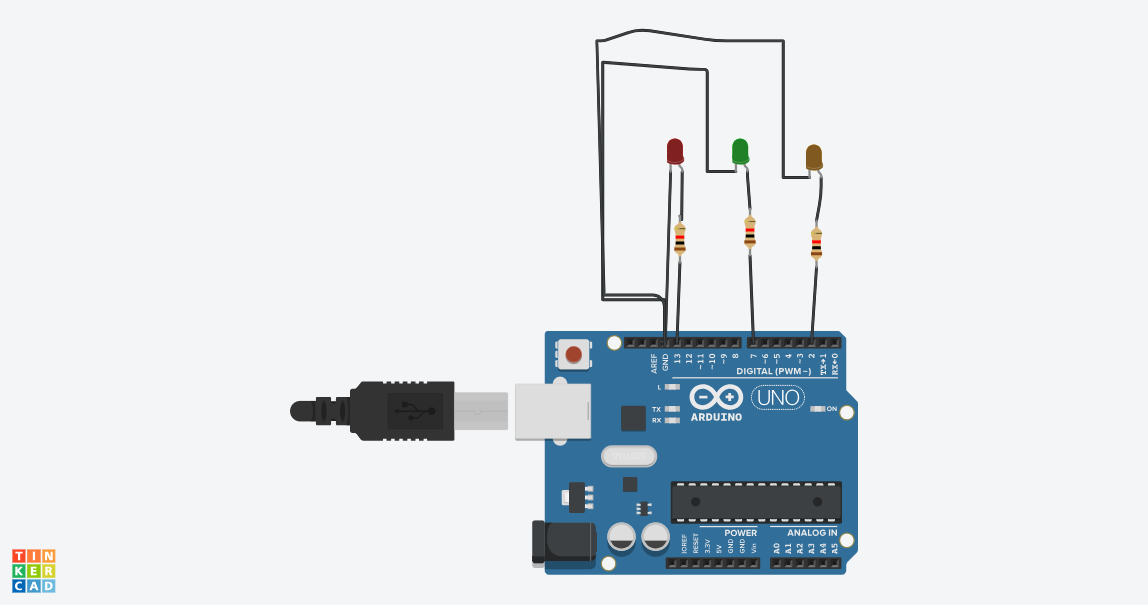 AREF
GND
13
12
~11
~10
~9
8
7
~6
~5
4
~3
2
TX→1
RX←0
DIGITAL (PWM~)
L
TX
RX
ARDUINO
UNO
ON
POWER
ANALOG IN
IOREF
RESET
3.3V
5V
GND
GND
Vin
A0
A1
A2
A3
A4
A5
TIN
KER
CAD